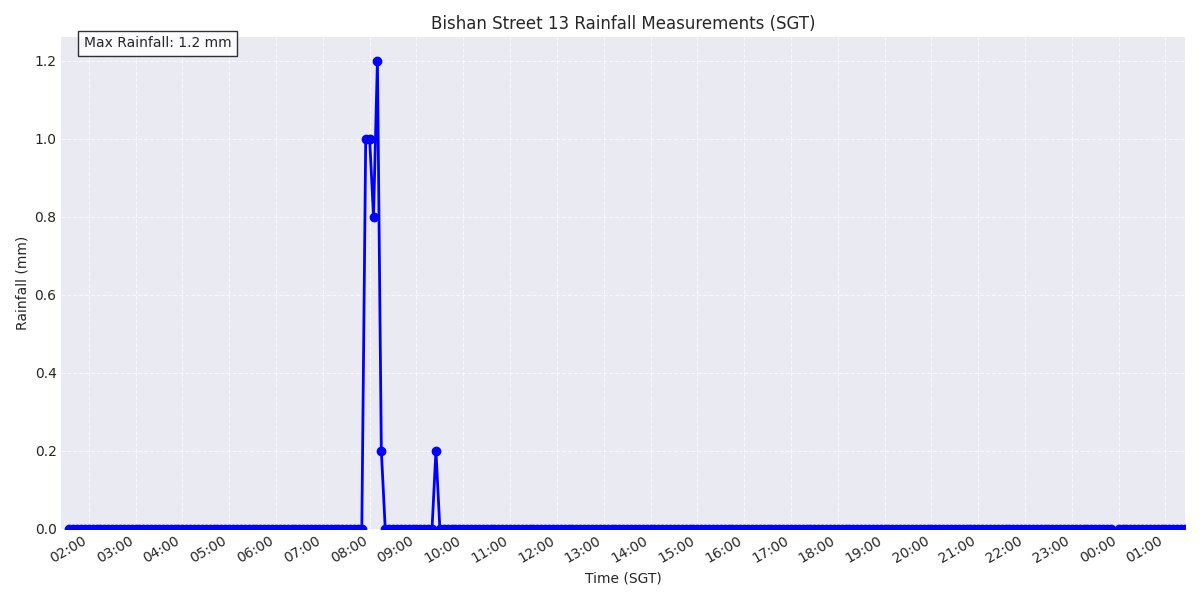 Bishan Street 13 Rainfall Measurements (SGT)
Max Rainfall: 1.2 mm
1.2
1.0
0.8
0.6
0.4
0.2
0.0
Rainfall (mm)
02:00 03:00 04:00 05:00 06:00 07:00 08:00 09:00 10:00 11:00 12:00 13:00 14:00 15:00 16:00 17:00 18:00 19:00 20:00 21:00 22:00 23:00 00:00 01:00
Time (SGT)